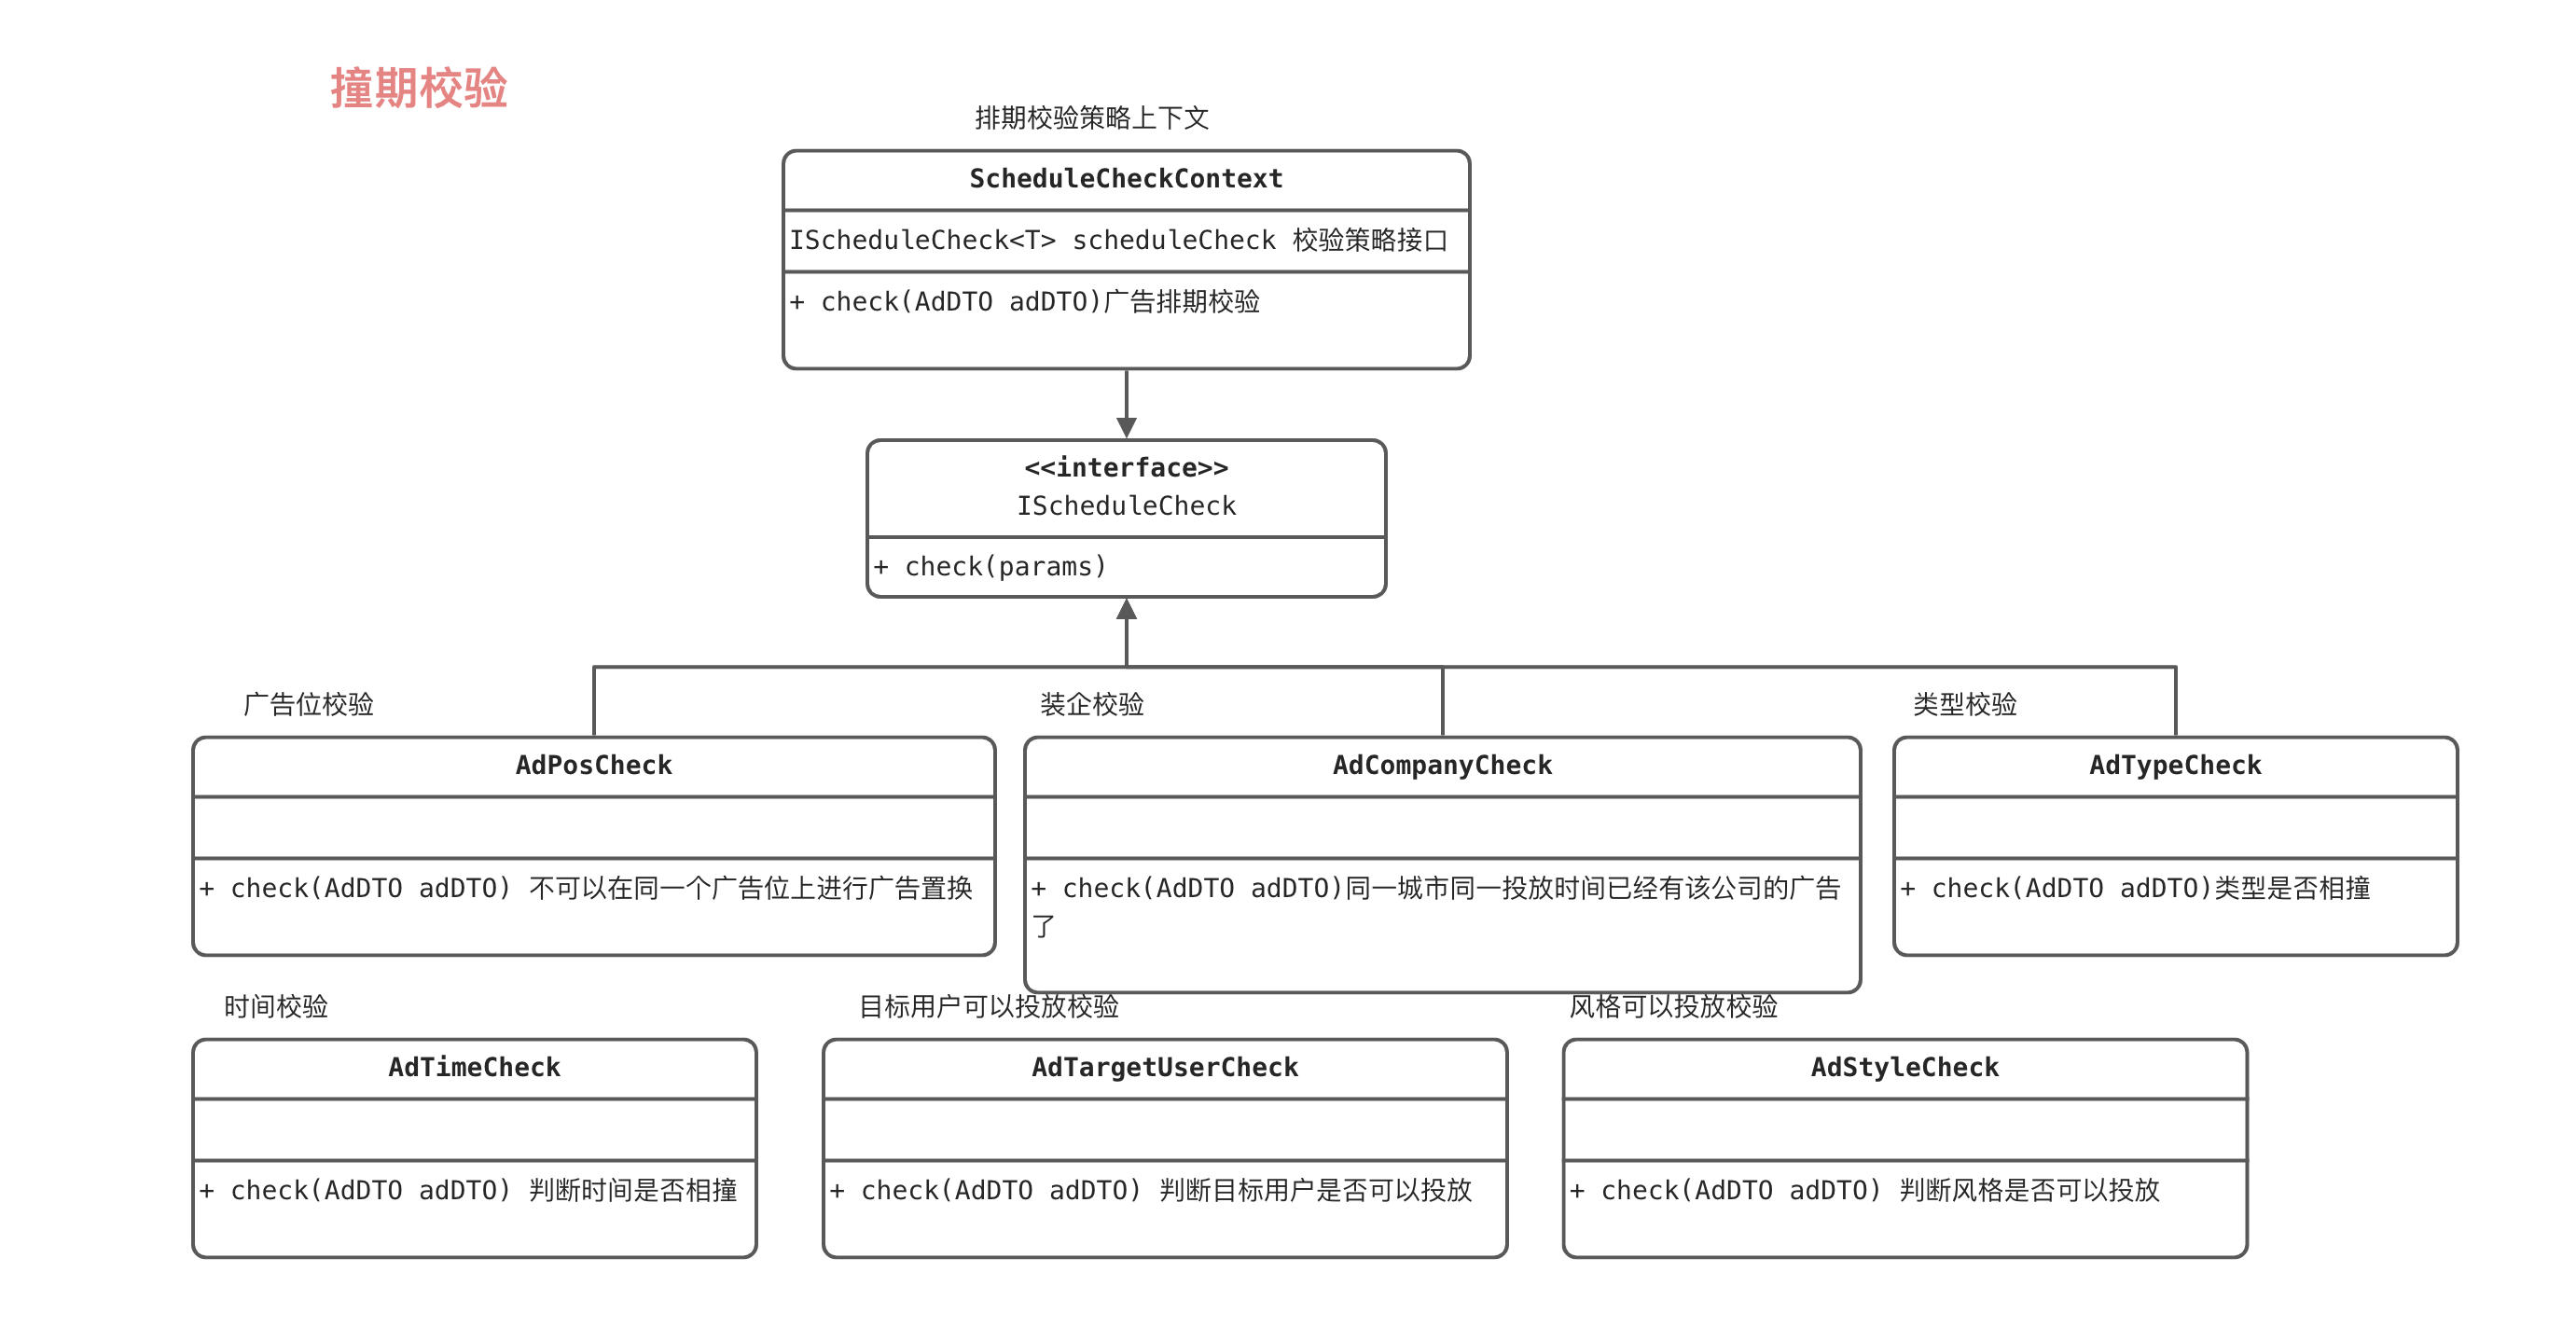 撞期校验
排期校验策略上下文
ScheduleCheckContext
IScheduleCheck<T> scheduleCheck 校验策略接口
+ check(AdDTO adDTO)广告排期校验
<<interface>>
IScheduleCheck
+ check(params)
广告位校验
AdPosCheck
+ check(AdDTO adDTO) 不可以在同一个广告位上进行广告置换
装企校验
AdCompanyCheck
+ check(AdDTO adDTO)同一城市同一投放时间已经有该公司的广告
了
类型校验
AdTypeCheck
+ check(AdDTO adDTO)类型是否相撞
时间校验
AdTimeCheck
+ check(AdDTO adDTO) 判断时间是否相撞
目标用户可以投放校验
AdTargetUserCheck
+ check(AdDTO adDTO) 判断目标用户是否可以投放
风格可以投放校验
AdStyleCheck
+ check(AdDTO adDTO) 判断风格是否可以投放